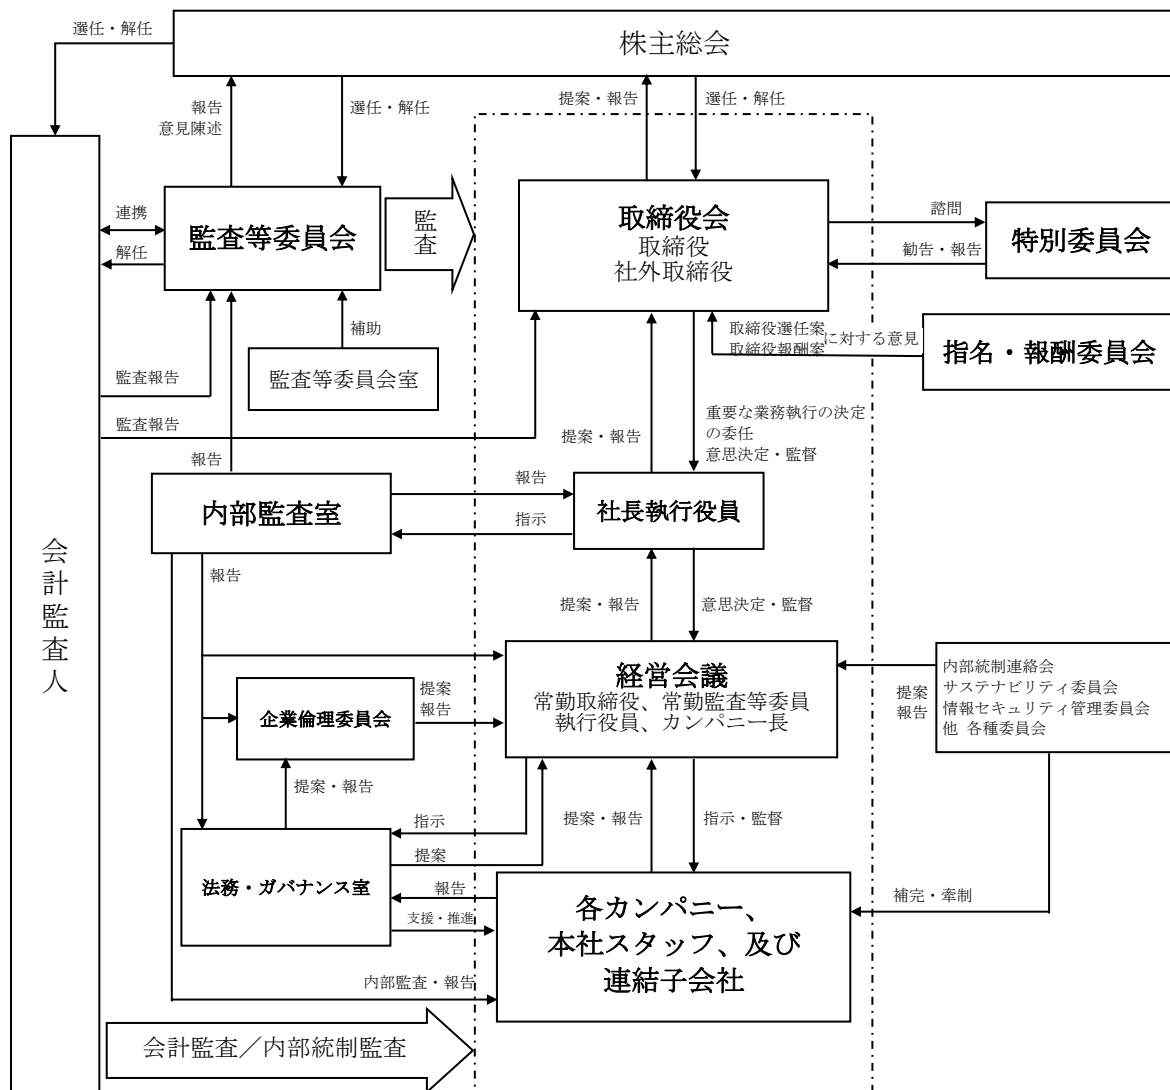 選任・解任
株主総会
報告
意見陳述
選任・解任
提案・報告
選任・解任
連携
解任
監査等委員会
監査
取締役会
取締役
社外取締役
諮問
勧告・報告
特別委員会
補助
監査等委員会室
取締役選任案
取締役報酬案
に対する意見
指名・報酬委員会
監査報告
監査報告
報告
提案・報告
重要な業務執行の決定
の委任
意思決定・監督
内部監査室
報告
指示
社長執行役員
会計監査人
報告
提案・報告
意思決定・監督
経営会議
常勤取締役、常勤監査等委員
執行役員、カンパニー長
提案
報告
内部統制連絡会
サステナビリティ委員会
情報セキュリティ管理委員会
他 各種委員会
企業倫理委員会
提案
報告
提案・報告
指示
提案
提案・報告
指示・監督
法務・ガバナンス室
報告
支援・推進
各カンパニー、
本社スタッフ、及び
連結子会社
補完・牽制
内部監査・報告
会計監査／内部統制監査